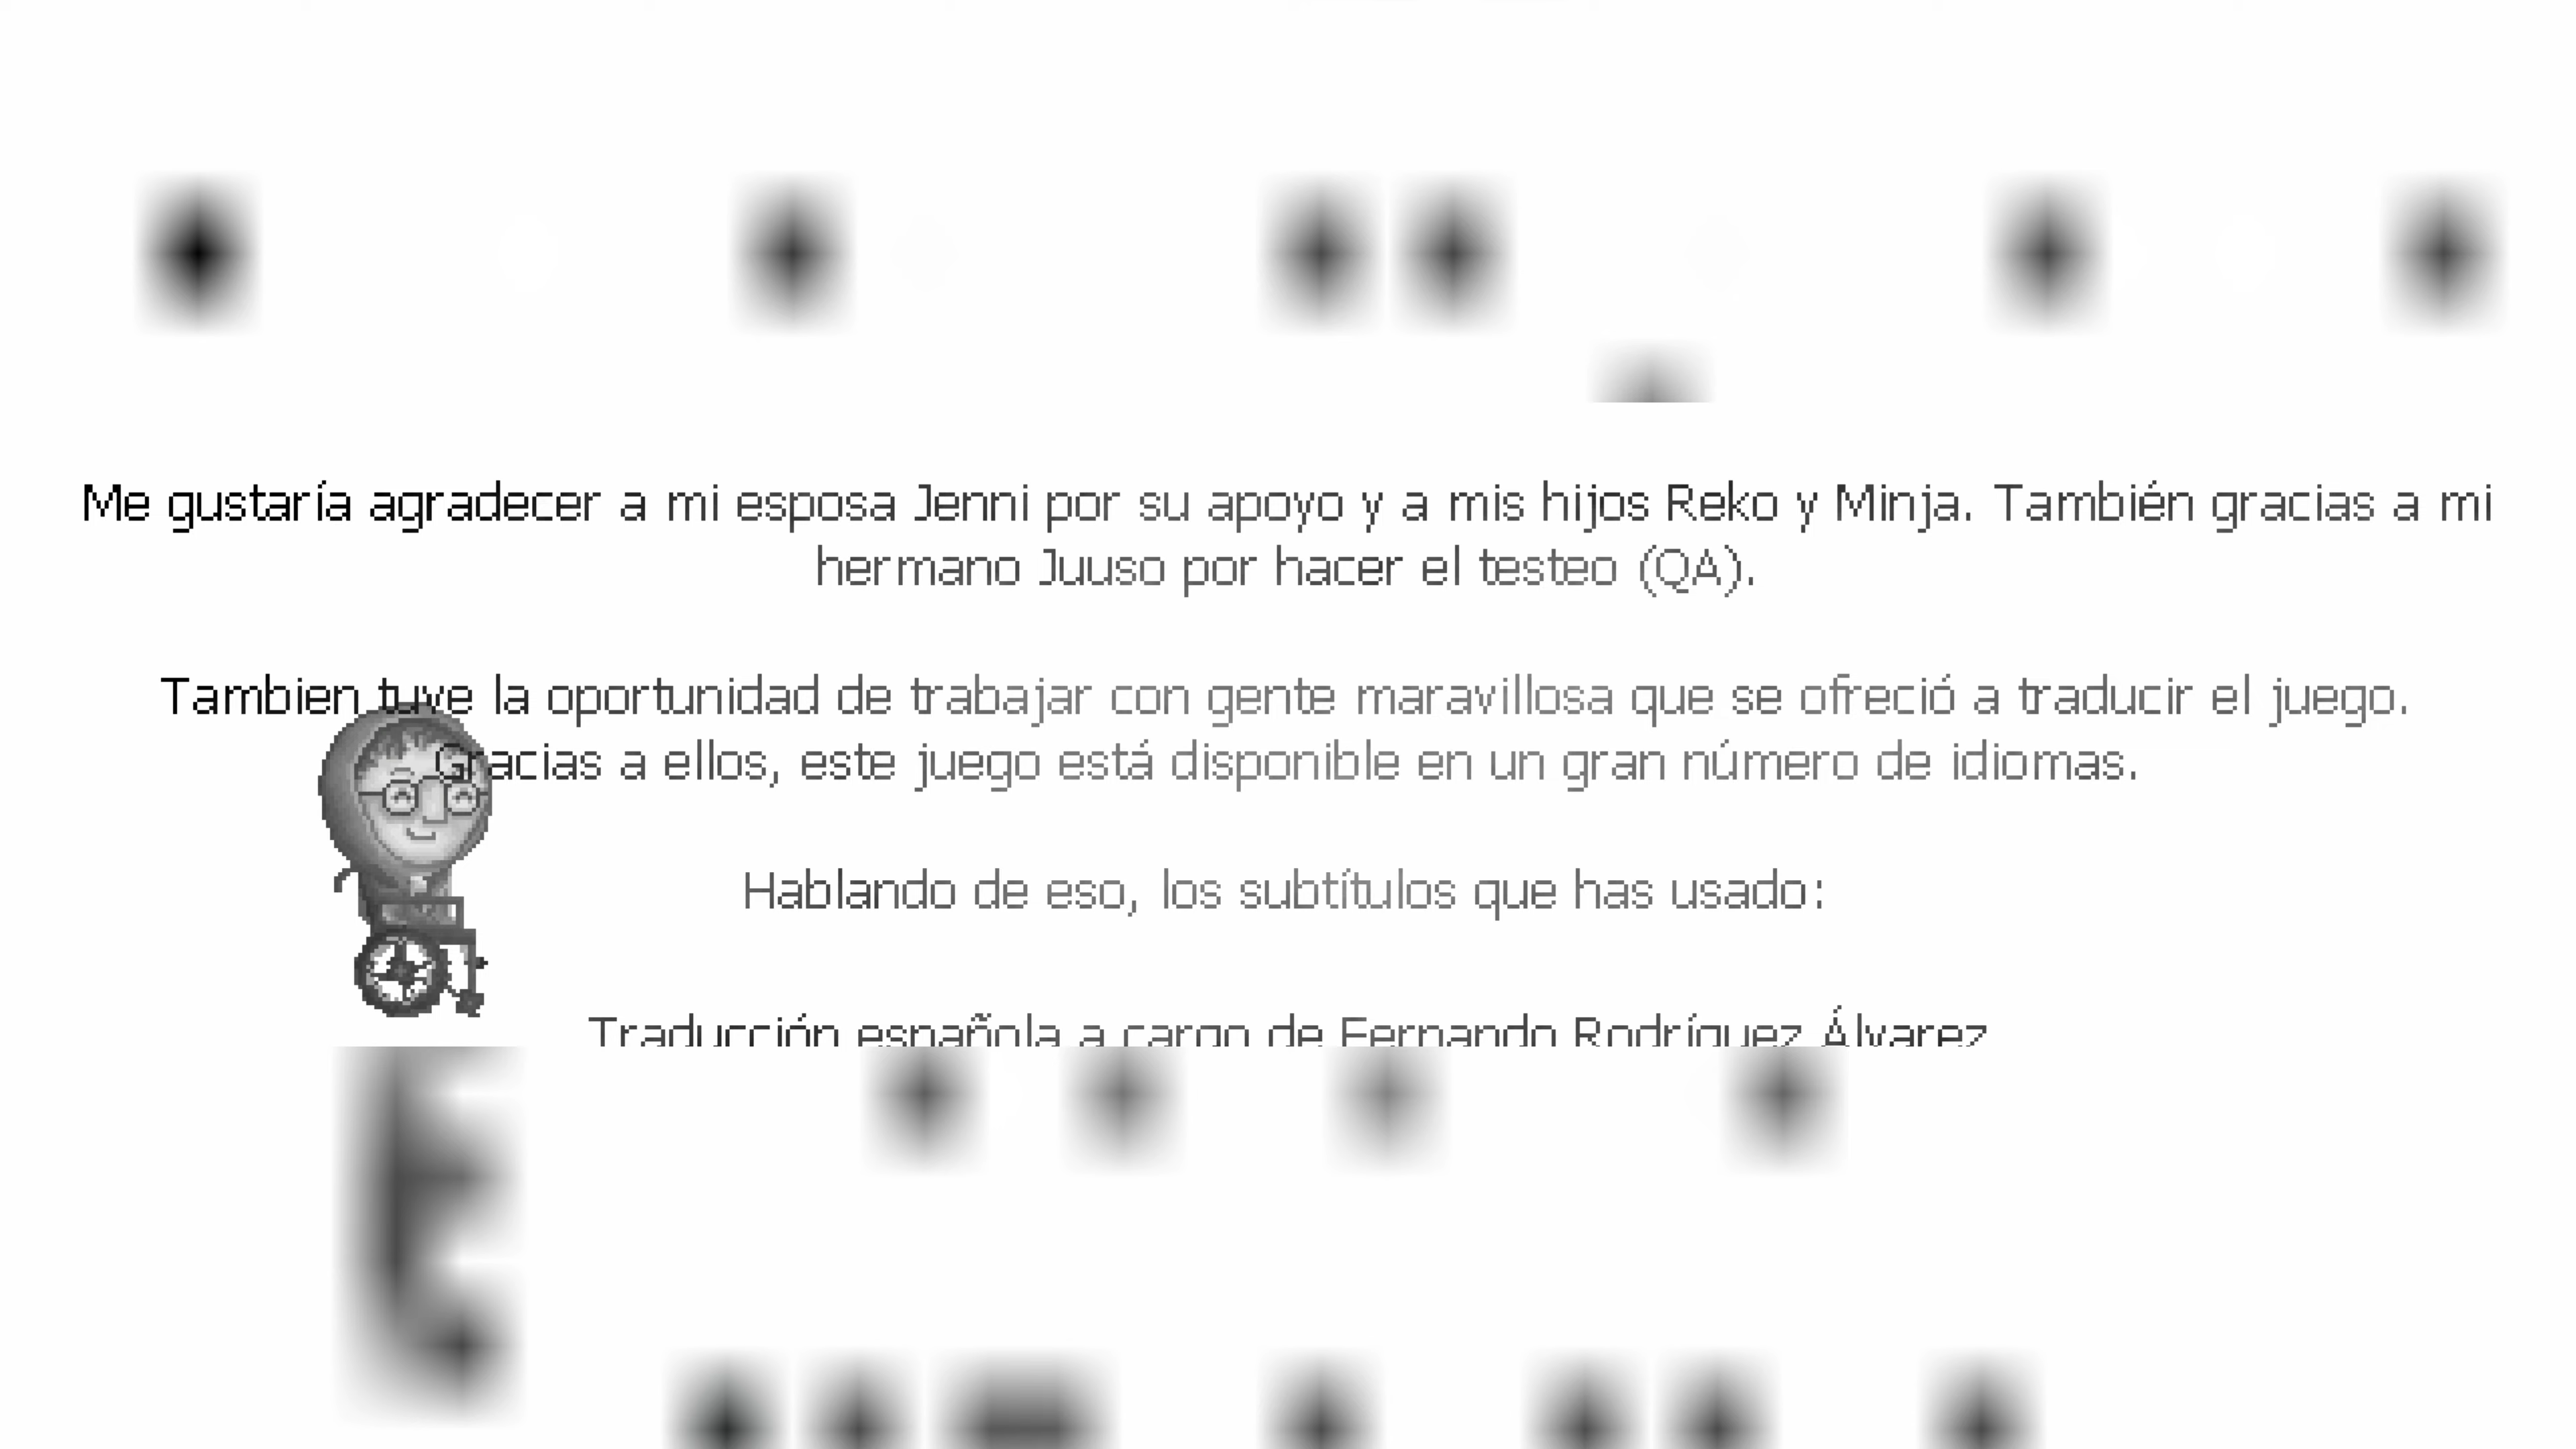 Me gustaría agradecer a mi esposa Jenni por su apoyo y a mis hijos Reko y Minja. También gracias a mi
hermano Juuso por hacer el testeo (QA).
Tambien tuve la oportunidad de trabajar con gente maravillosa que se ofreció a traducir el juego.
Gracias a ellos, este juego está disponible en un gran número de idiomas.
Hablando de eso, los subtítulos que has usado:
Traducción española a cargo de Fernando Rodríguez Álvarez